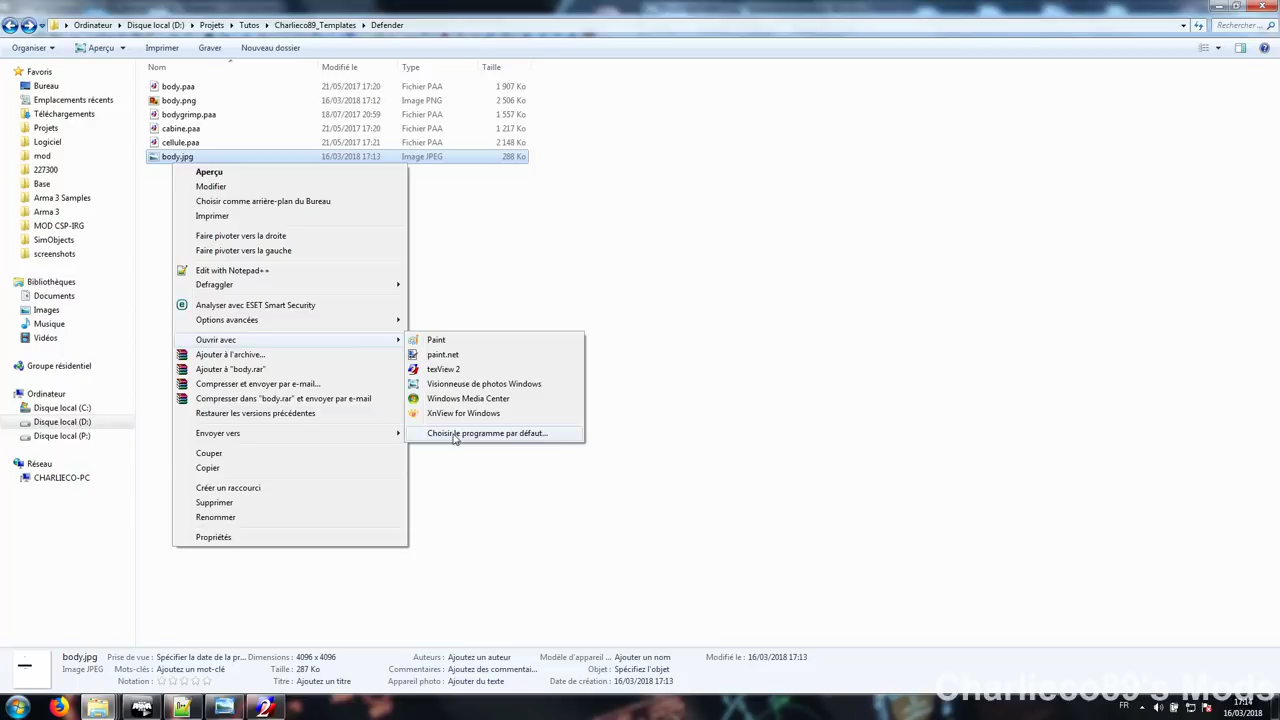 Ordinateur Disque local (D:) Projets Tutos Charlieco89_Templates Defender Rechercher...
Organiser Aperçu Imprimer Graver Nouveau dossier
Favoris
Bureau
Emplacements récents
Téléchargements
Projets
Logiciel
mod
227300
Base
Arma 3 Samples
Arma 3
MOD CSP-IRG
SimObjects
screenshots
Bibliothèques
Documents
Images
Musique
Vidéos
Groupe résidentiel
Ordinateur
Disque local (C:)
Disque local (D:)
Disque local (P:)
Réseau
CHARLIECO-PC
Nom Modifié le Type Taille
body.paa 21/05/2017 17:20 Fichier PAA 1 907 Ko
body.png 16/03/2018 17:12 Image PNG 2 506 Ko
bodygrimp.paa 18/07/2017 20:59 Fichier PAA 1 557 Ko
cabine.paa 21/05/2017 17:20 Fichier PAA 1 217 Ko
cellule.paa 21/05/2017 17:21 Fichier PAA 2 148 Ko
body.jpg 16/03/2018 17:13 Image JPEG 288 Ko
Aperçu
Modifier
Choisir comme arrière-plan du Bureau
Imprimer
Faire pivoter vers la droite
Faire pivoter vers la gauche
Edit with Notepad++
Defraggler
Analyser avec ESET Smart Security
Options avancées
Ouvrir avec
Ajouter à l'archive...
Ajouter à "body.rar"
Compresser et envoyer par e-mail...
Compresser dans "body.rar" et envoyer par e-mail
Restaurer les versions précédentes
Envoyer vers
Couper
Copier
Créer un raccourci
Supprimer
Renommer
Propriétés
Paint
paint.net
texView 2
Visionneuse de photos Windows
Windows Media Center
XnView for Windows
Choisir le programme par défaut...
body.jpg Prise de vue : Spécifier la date de la pr... Dimensions : 4096 x 4096 Auteurs : Ajoutez un auteur Modèle d'appareil ... Ajouter un nom Modifié le : 16/03/2018 17:13
Image JPEG Mots-clés : Ajoutez un mot-clé Taille : 287 Ko Commentaires : Ajoutez des commentai... Objet : Spécifiez l'objet
Notation : Titre : Ajoutez un titre Appareil photo : Ajouter du texte Date de création : 16/03/2018 17:13
Charlieco89's Mods
FR 17:14
16/03/2018